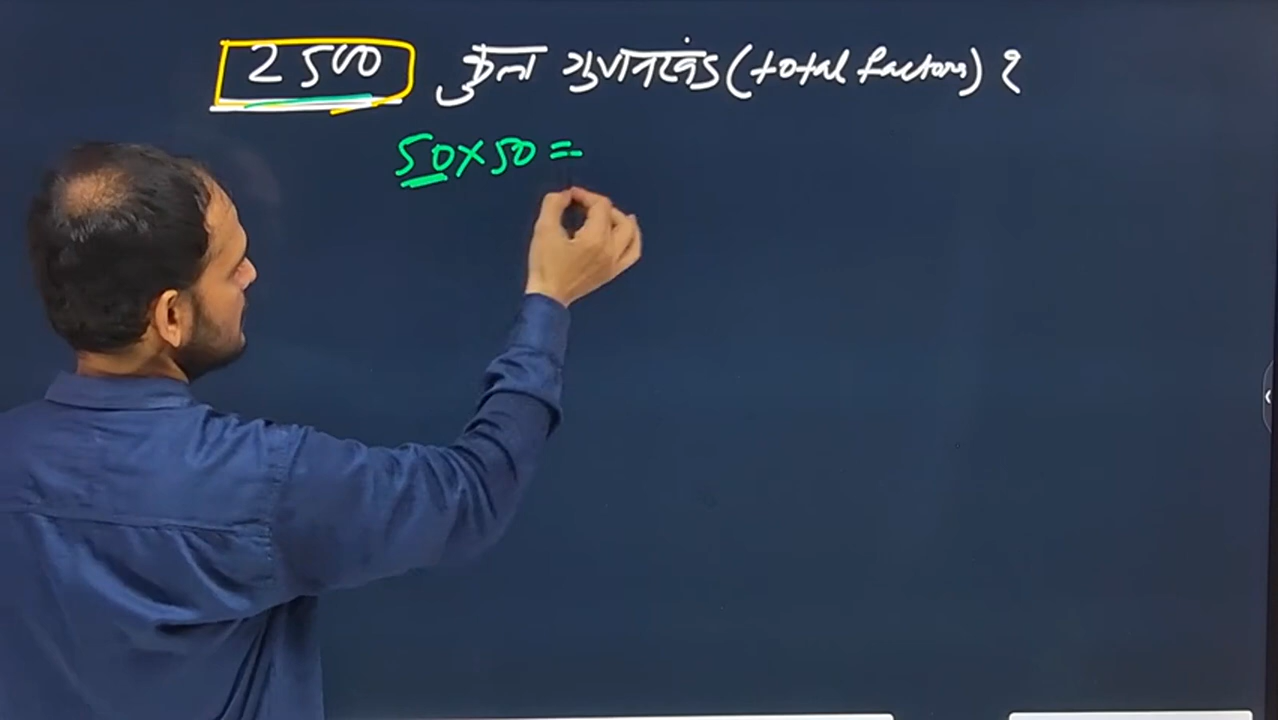 2500 कुल गुणनखंड (total factors) ?
50 × 50 =